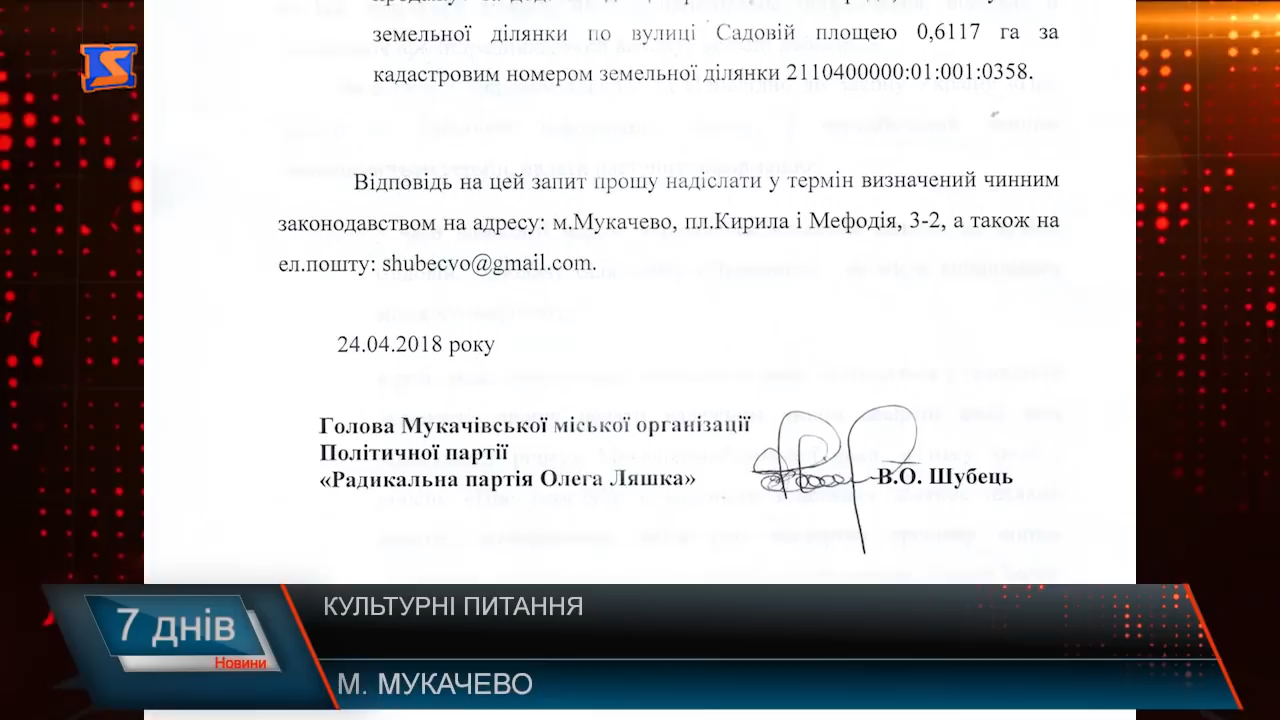 земельної ділянки по вулиці Садовій площею 0,6117 га за
кадастровим номером земельної ділянки 2110400000:01:001:0358.
Відповідь на цей запит прошу надіслати у термін визначений чинним
законодавством на адресу: м.Мукачево, пл.Кирила і Мефодія, 3-2, а також на
ел.пошту: shubecvo@gmail.com.
24.04.2018 року
Голова Мукачівської міської організації
Політичної партії
«Радикальна партія Олега Ляшка»
В.О. Шубець
7 днів
Новини
КУЛЬТУРНІ ПИТАННЯ
М. МУКАЧЕВО